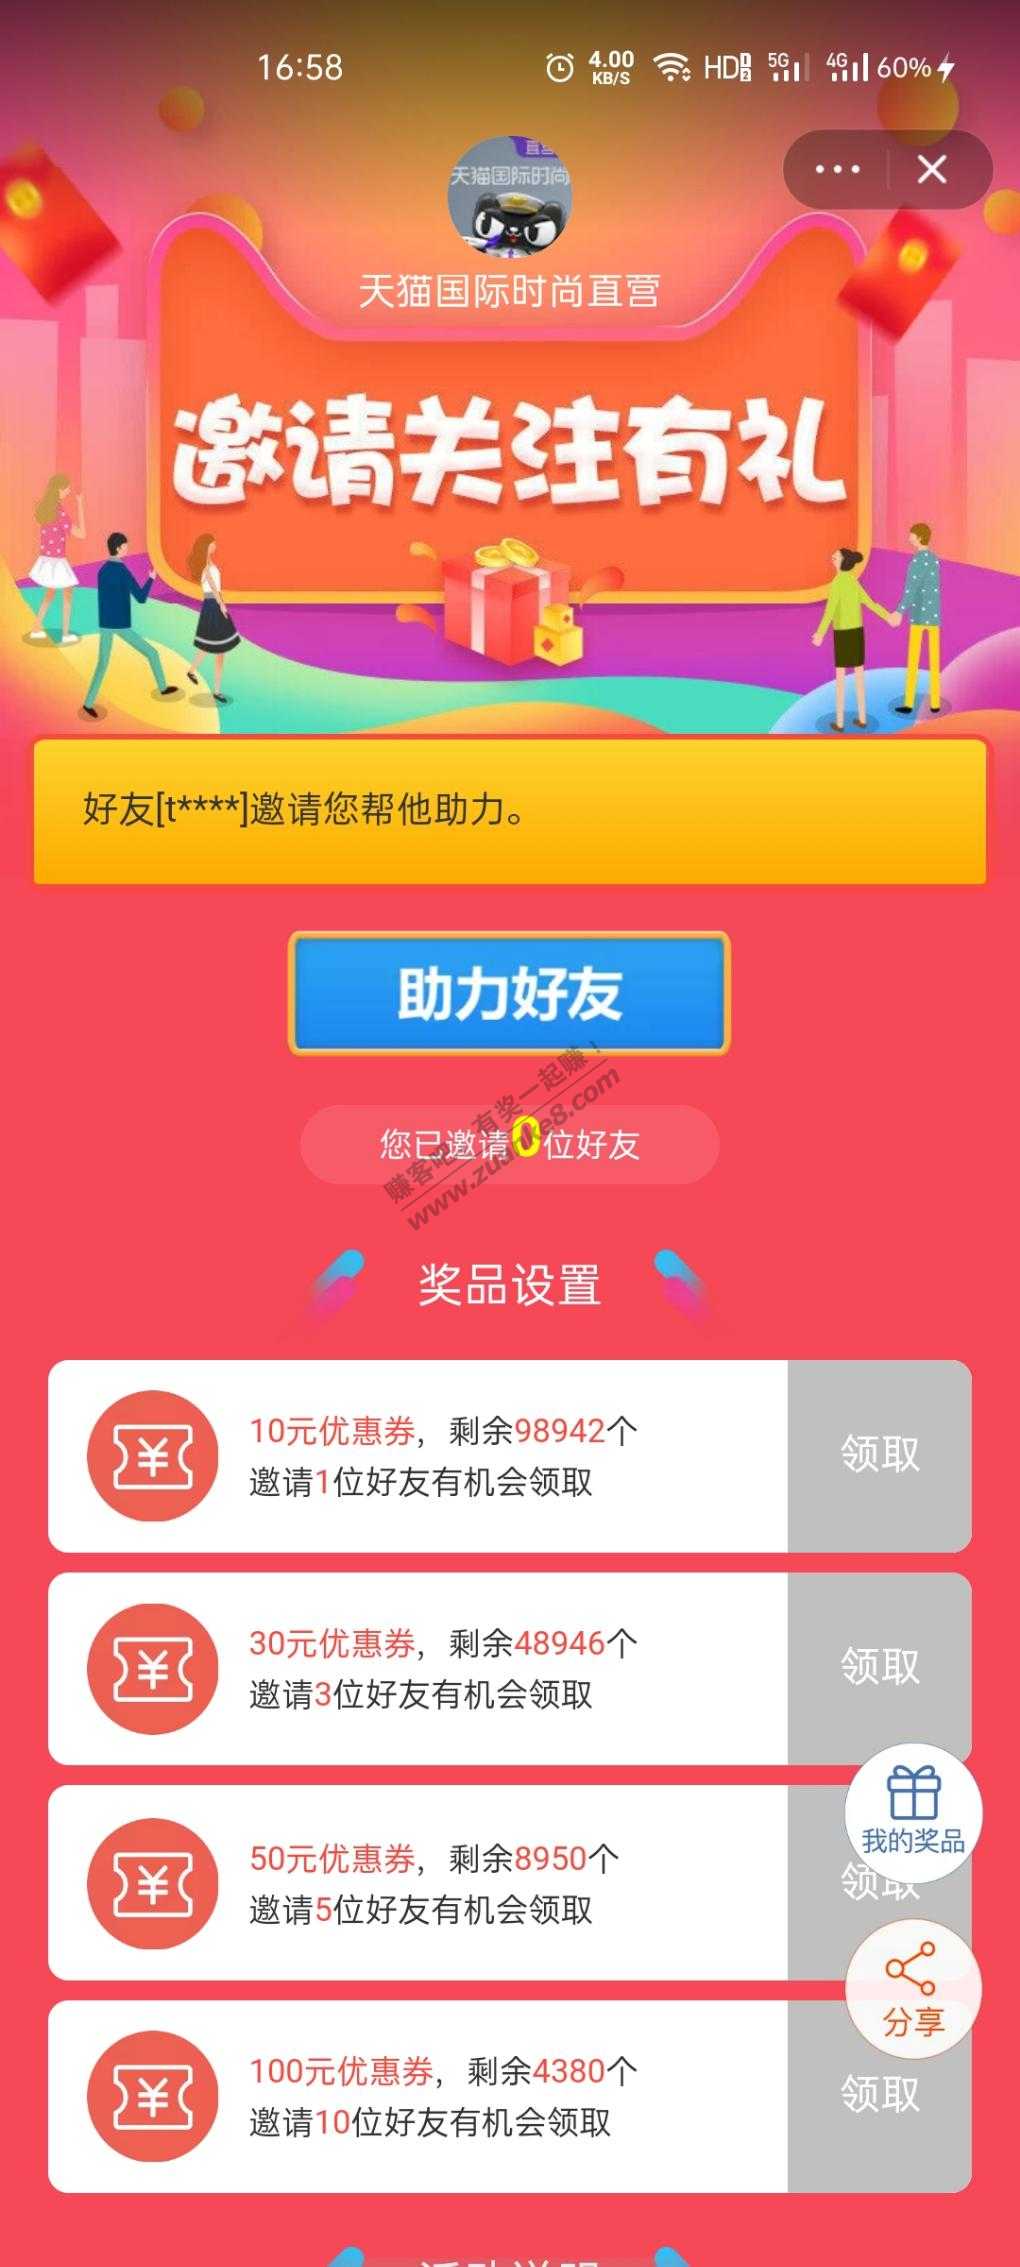 16:58
4.00
KB/S
HD
1
2
5G
4G
60%
直营
天猫国际时尚
天猫国际时尚直营
邀请关注有礼
好友[t****]邀请您帮他助力。
助力好友
您已邀请0位好友
赚客吧，有奖一起赚！
www.zuanke8.com
奖品设置
10元优惠券，剩余98942个
邀请1位好友有机会领取
领取
30元优惠券，剩余48946个
邀请3位好友有机会领取
领取
我的奖品
50元优惠券，剩余8950个
邀请5位好友有机会领取
领取
分享
100元优惠券，剩余4380个
邀请10位好友有机会领取
领取